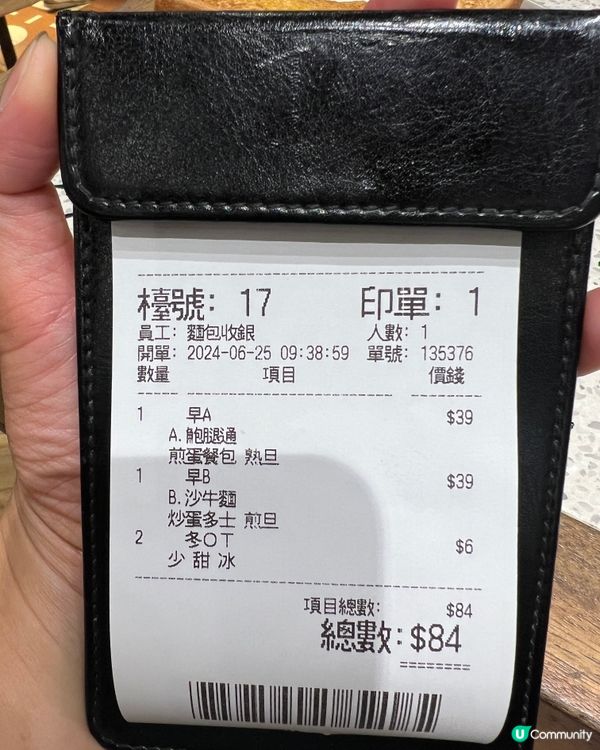 檯號: 17 印單: 1
員工: 麵包收銀 人數: 1
開單: 2024-06-25 09:38:59 單號: 135376
數量 項目 價錢
1 早A $39
A.鮑腿通
煎蛋餐包 熟旦
1 早B $39
B.沙牛麵
炒蛋多士 煎旦
2 冬OT $6
少甜冰
項目總數: $84
總數: $84
U Community